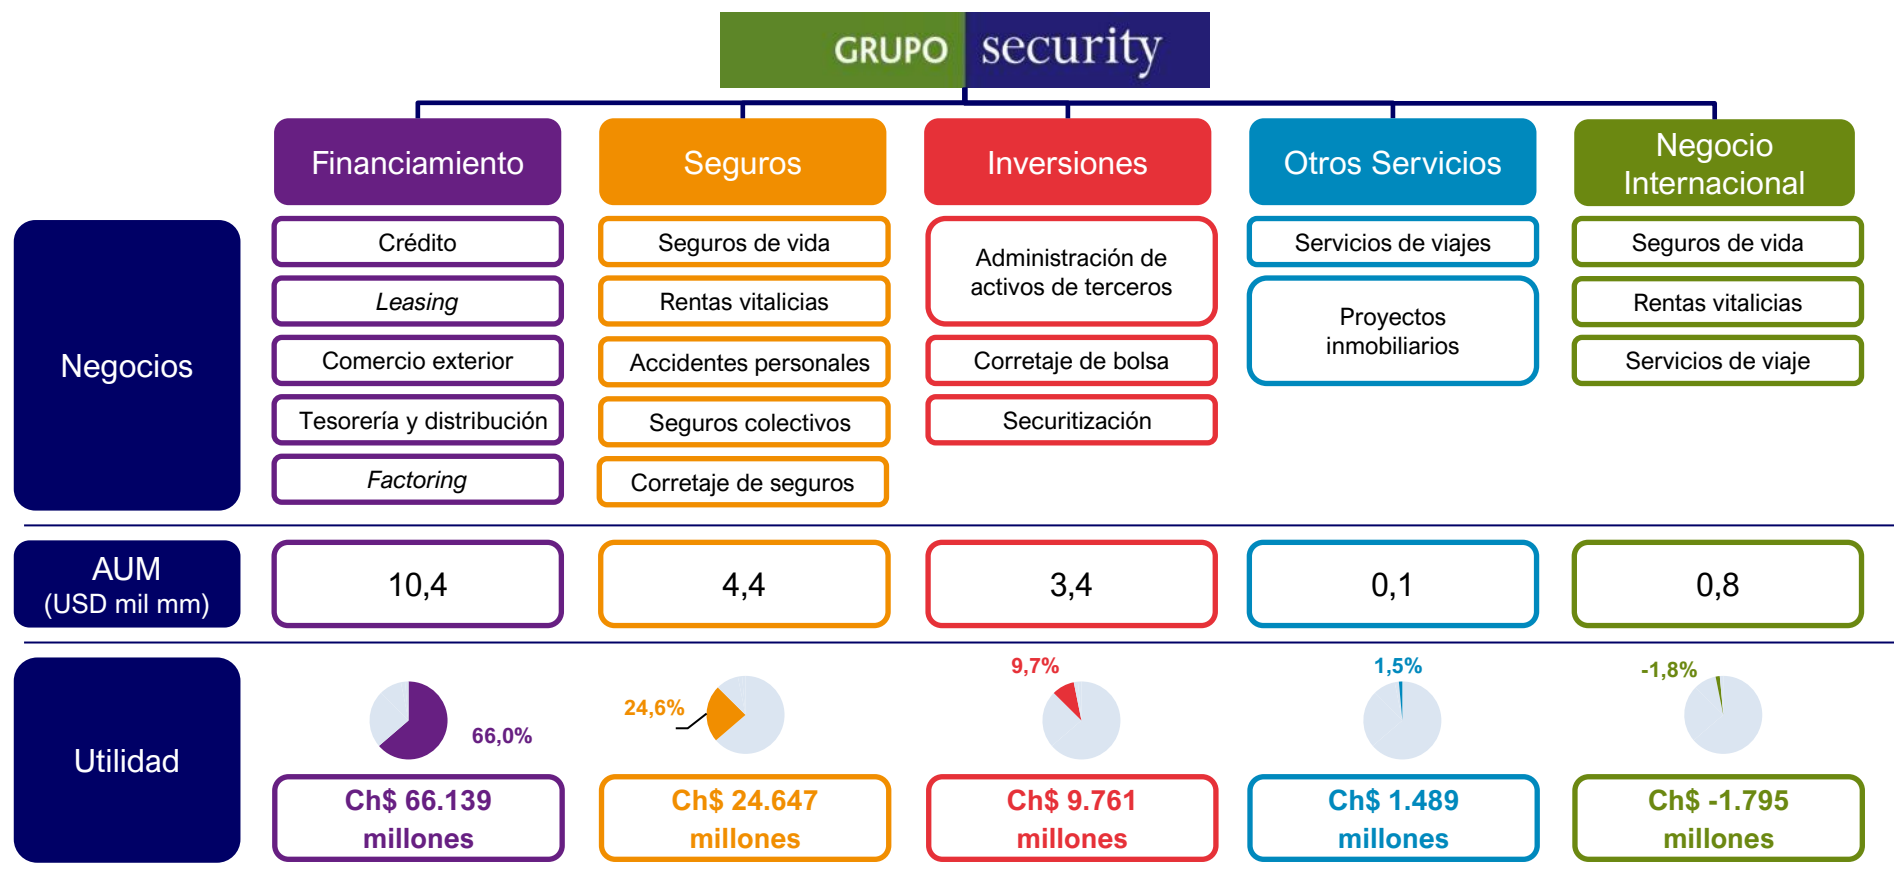 GRUPO security
Financiamiento
Seguros
Inversiones
Otros Servicios
Negocio
Internacional
Negocios
Crédito
Leasing
Comercio exterior
Tesorería y distribución
Factoring
Seguros de vida
Rentas vitalicias
Accidentes personales
Seguros colectivos
Corretaje de seguros
Administración de
activos de terceros
Corretaje de bolsa
Securitización
Servicios de viajes
Proyectos
inmobiliarios
Seguros de vida
Rentas vitalicias
Servicios de viaje
AUM
(USD mil mm)
10,4
4,4
3,4
0,1
0,8
Utilidad
66,0%
24,6%
9,7%
1,5%
-1,8%
Ch$ 66.139
millones
Ch$ 24.647
millones
Ch$ 9.761
millones
Ch$ 1.489
millones
Ch$ -1.795
millones